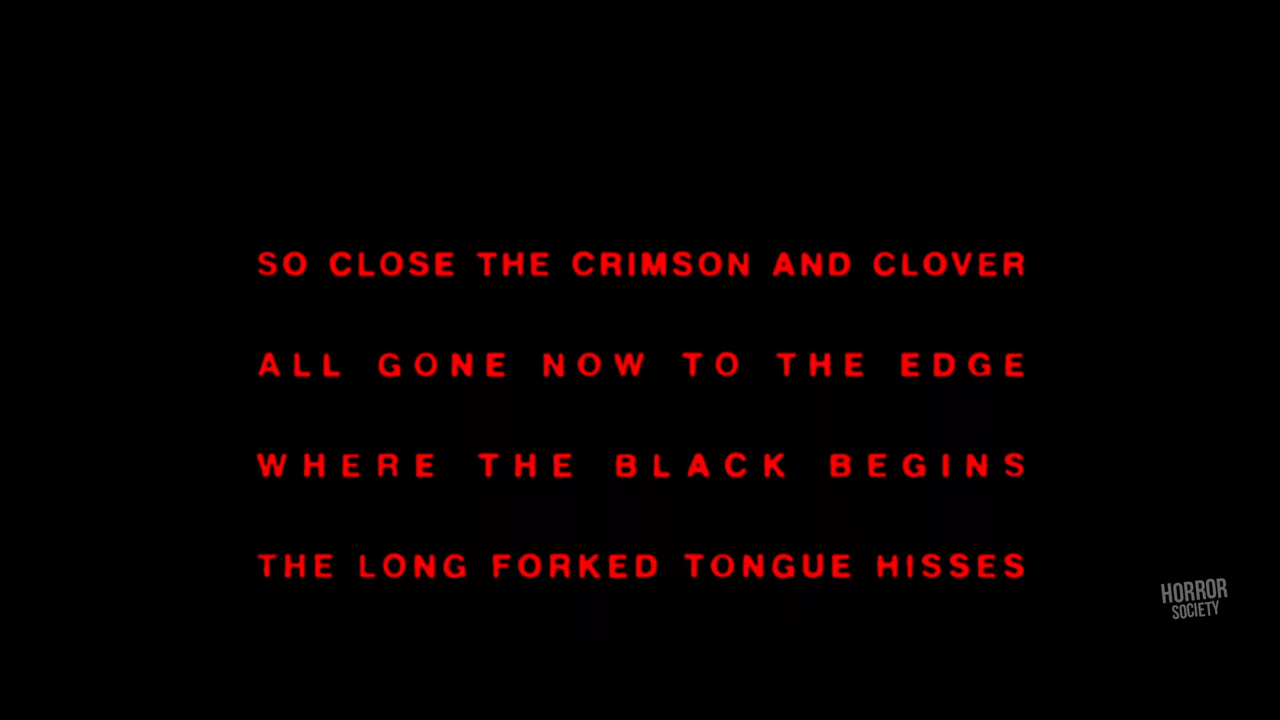 SO CLOSE THE CRIMSON AND CLOVER
ALL GONE NOW TO THE EDGE
WHERE THE BLACK BEGINS
THE LONG FORKED TONGUE HISSES
HORROR
SOCIETY